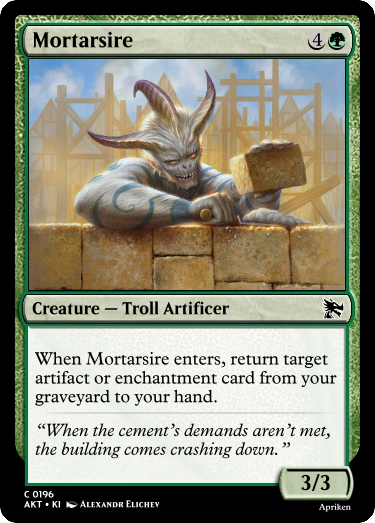 Mortarsire 4
Creature — Troll Artificer
When Mortarsire enters, return target
artifact or enchantment card from your
graveyard to your hand.
“When the cement’s demands aren’t met,
the building comes crashing down.”
3/3
C 0196
AKT • KI Alexandr Elichev
Apriken